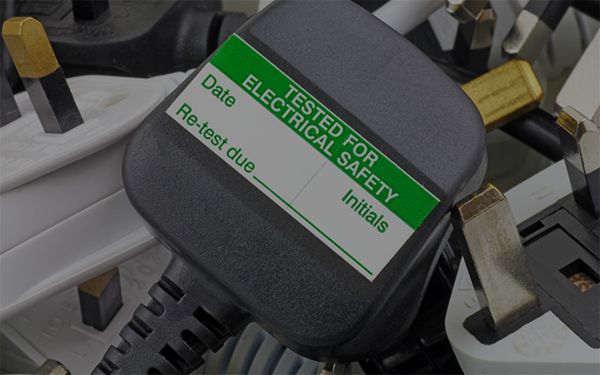 TESTED FOR
ELECTRICAL SAFETY
Date
Initials
Re-test due